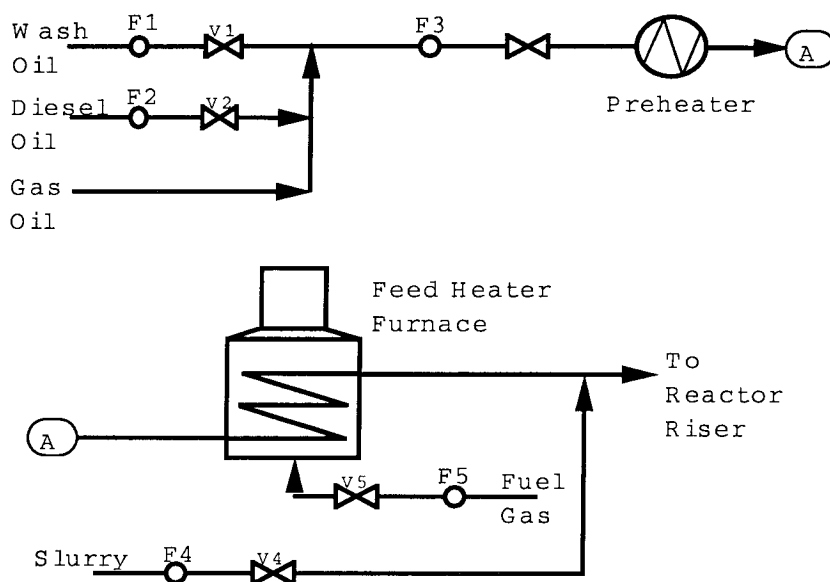 Wash
Oil
F1
V1
F3
A
Preheater
Diesel
Oil
F2
V2
Gas
Oil
Feed Heater
Furnace
To
Reactor
Riser
A
V5
F5
Fuel
Gas
Slurry
F4
V4